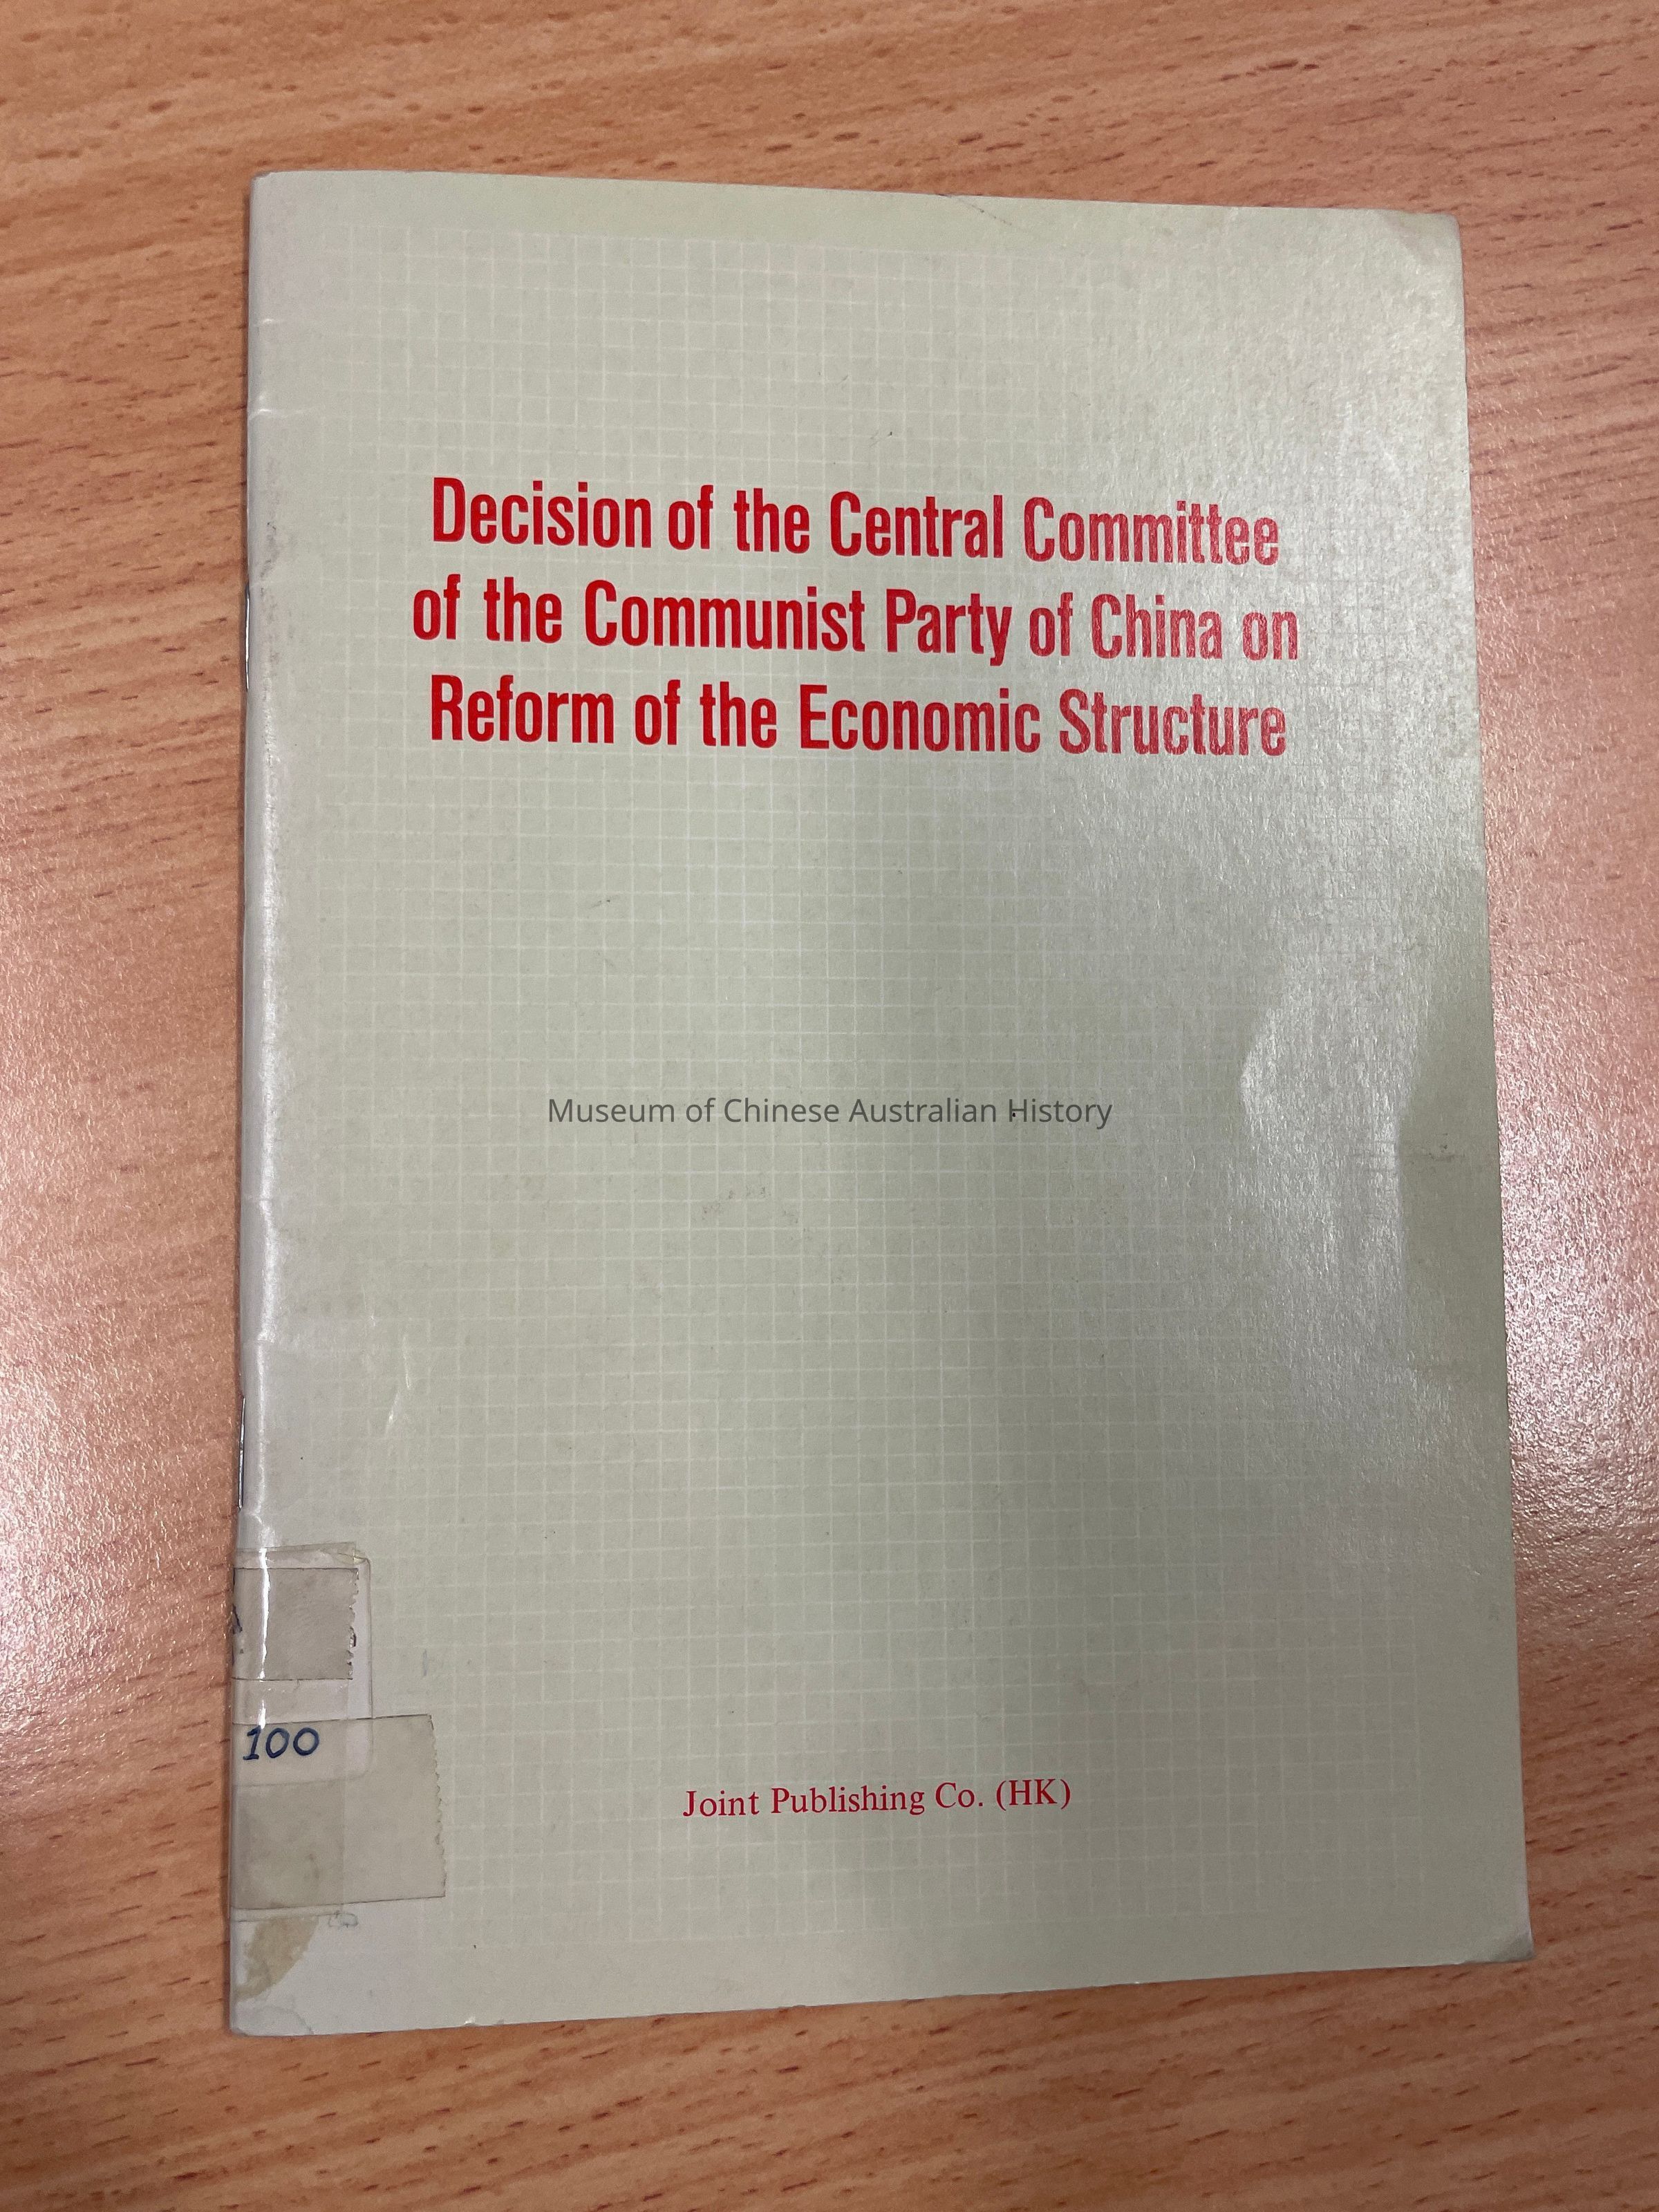 Decision of the Central Committee
of the Communist Party of China on
Reform of the Economic Structure
Museum of Chinese Australian History
100
Joint Publishing Co. (HK)